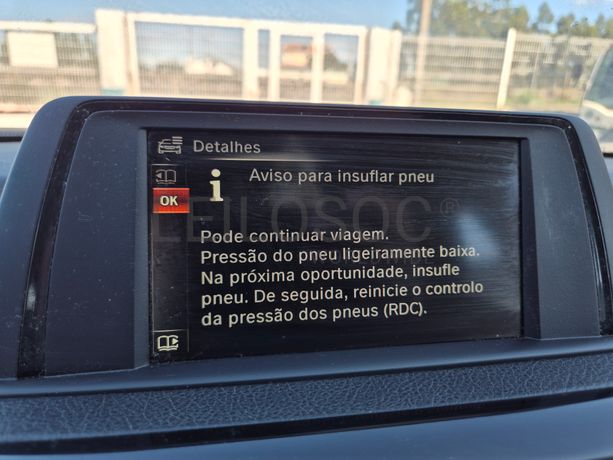 Detalhes
Aviso para insuflar pneu
OK
LEILOSOC®
Pode continuar viagem.
Pressão do pneu ligeiramente baixa.
Na próxima oportunidade, insufle
pneu. De seguida, reinicie o controlo
da pressão dos pneus (RDC).